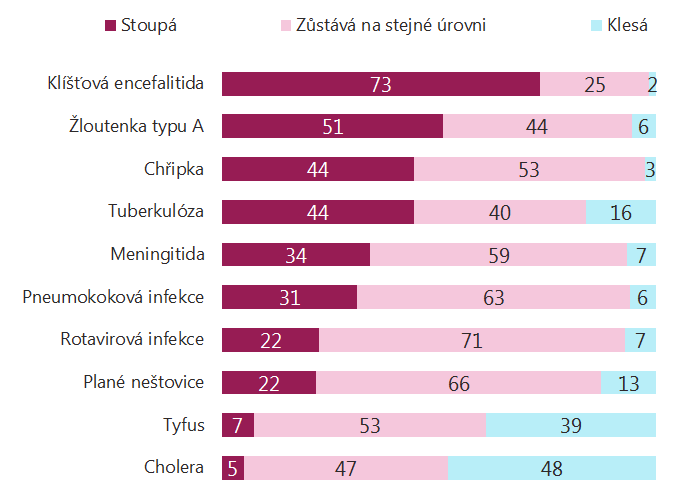 Stoupá Zůstává na stejné úrovni Klesá
Klíšťová encefalitida 73 25 2
Žloutenka typu A 51 44 6
Chřipka 44 53 3
Tuberkulóza 44 40 16
Meningitida 34 59 7
Pneumokoková infekce 31 63 6
Rotavirová infekce 22 71 7
Plané neštovice 22 66 13
Tyfus 7 53 39
Cholera 5 47 48